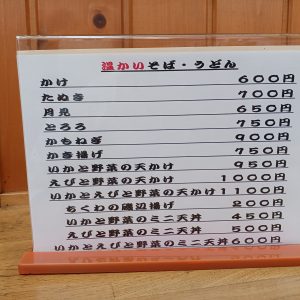 温かいそば・うどん
かけ 600円
たぬき 700円
月見 650円
とろろ 750円
かちねぎ 900円
かき揚げ 750円
いかと野菜の天かけ 950円
えびと野菜の天かけ 1000円
いかとえびと野菜の天かけ 1100円
ちくわの磯辺揚げ 200円
いかと野菜のミニ天丼 450円
えびと野菜のミニ天丼 500円
いかとえびと野菜のミニ天丼 600円